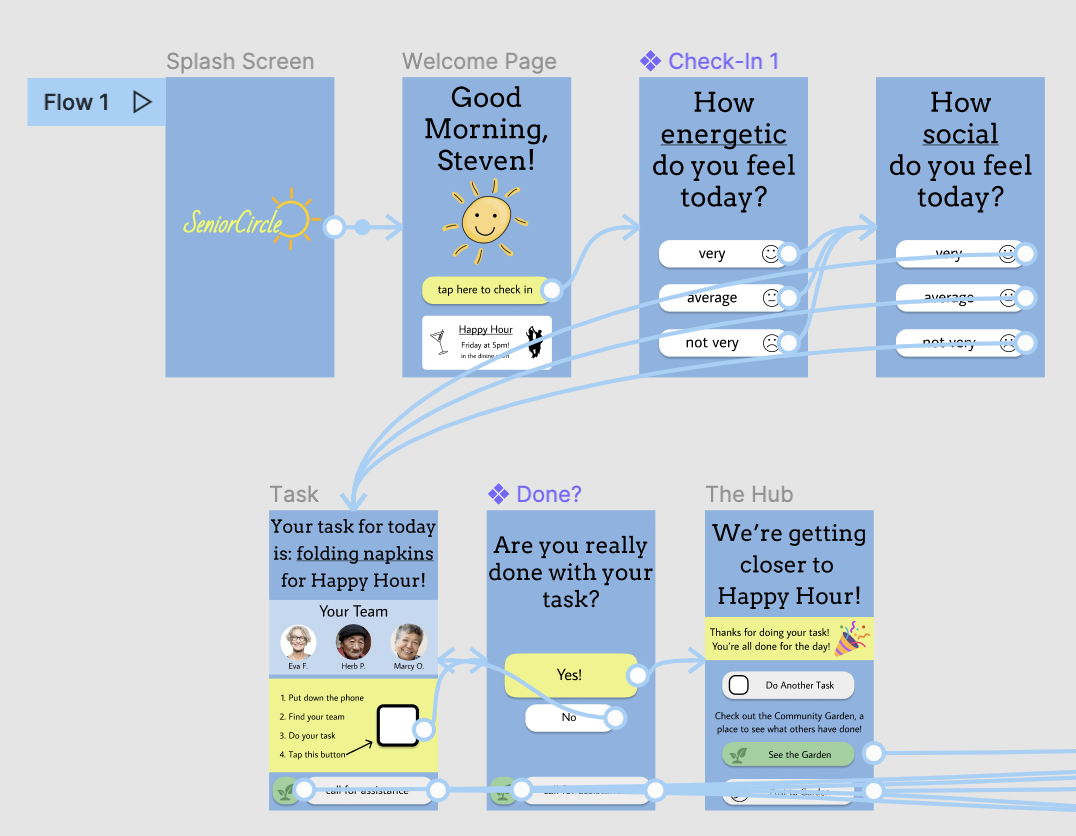 Splash Screen
Flow 1
SeniorCircle
Welcome Page
Good
Morning,
Steven!
tap here to check in
Happy Hour
Friday at 5pm!
in the dining room
Check-In 1
How
energetic
do you feel
today?
very
average
not very
How
social
do you feel
today?
very
average
not very
Task
Your task for today
is: folding napkins
for Happy Hour!
Your Team
Eva F.
Herb P.
Marcy O.
1. Put down the phone
2. Find your team
3. Do your task
4. Tap this button
call for assistance
Done?
Are you really
done with your
task?
Yes!
No
call for assistance
The Hub
We're getting
closer to
Happy Hour!
Thanks for doing your task!
You're all done for the day!
Do Another Task
Check out the Community Garden, a
place to see what others have done!
See the Garden